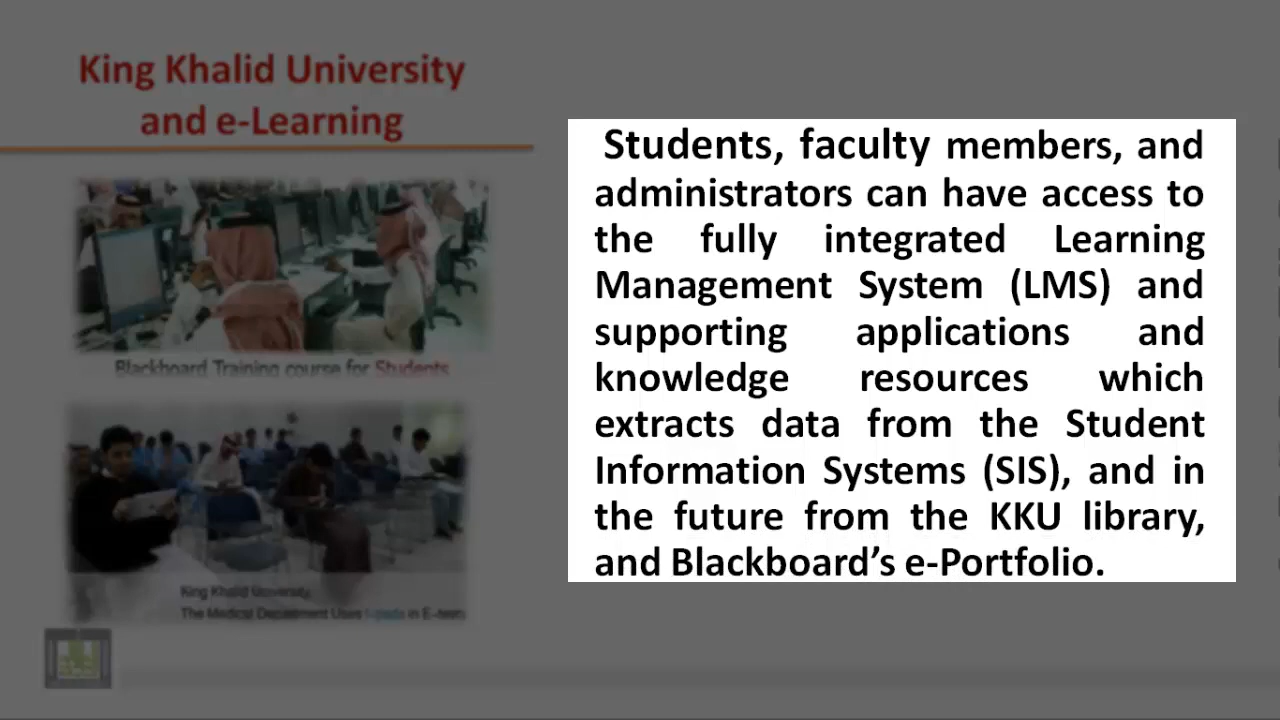 King Khalid University
and e-Learning
Blackboard Training course for Students
King Khalid University
The Medical Department Uses I-pads in E-tests
Students, faculty members, and
administrators can have access to
the fully integrated Learning
Management System (LMS) and
supporting applications and
knowledge resources which
extracts data from the Student
Information Systems (SIS), and in
the future from the KKU library,
and Blackboard’s e-Portfolio.